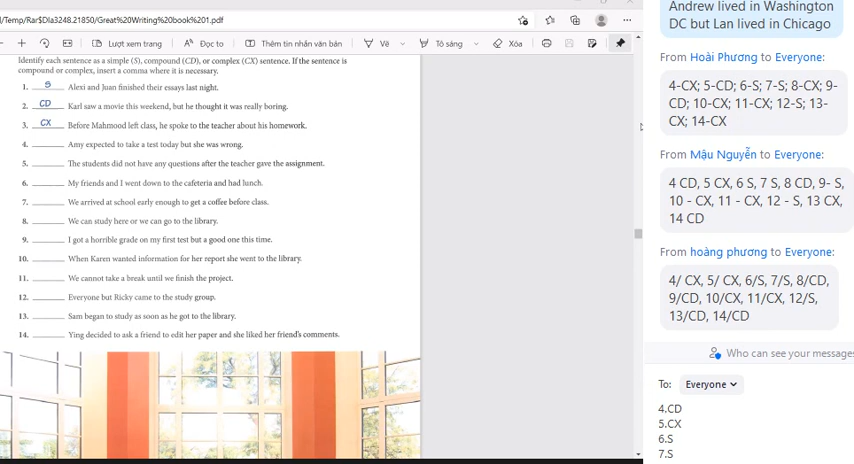 l/Temp/Rar$DIa3248.21850/Great%20Writing%20book%201.pdf
Lượt xem trang
Đọc to
Thêm tin nhắn văn bản
Vẽ
Tô sáng
Xóa
Identify each sentence as a simple (S), compound (CD), or complex (CX) sentence. If the sentence is
compound or complex, insert a comma where it is necessary.
1. S Alexi and Juan finished their essays last night.
2. CD Karl saw a movie this weekend, but he thought it was really boring.
3. CX Before Mahmood left class, he spoke to the teacher about his homework.
4. Amy expected to take a test today but she was wrong.
5. The students did not have any questions after the teacher gave the assignment.
6. My friends and I went down to the cafeteria and had lunch.
7. We arrived at school early enough to get a coffee before class.
8. We can study here or we can go to the library.
9. I got a horrible grade on my first test but a good one this time.
10. When Karen wanted information for her report she went to the library.
11. We cannot take a break until we finish the project.
12. Everyone but Ricky came to the study group.
13. Sam began to study as soon as he got to the library.
14. Ying decided to ask a friend to edit her paper and she liked her friend's comments.
Andrew lived in Washington
DC but Lan lived in Chicago
From Hoài Phương to Everyone:
4-CX; 5-CD; 6-S; 7-S; 8-CX; 9-
CD; 10-CX; 11-CX; 12-S; 13-
CX; 14-CX
From Mậu Nguyễn to Everyone:
4 CD, 5 CX, 6 S, 7 S, 8 CD, 9- S,
10 - CX, 11 - CX, 12 - S, 13 CX,
14 CD
From hoàng phương to Everyone:
4/ CX, 5/ CX, 6/S, 7/S, 8/CD,
9/CD, 10/CX, 11/CX, 12/S,
13/CD, 14/CD
Who can see your messages
To: Everyone
4.CD
5.CX
6.S
7.S